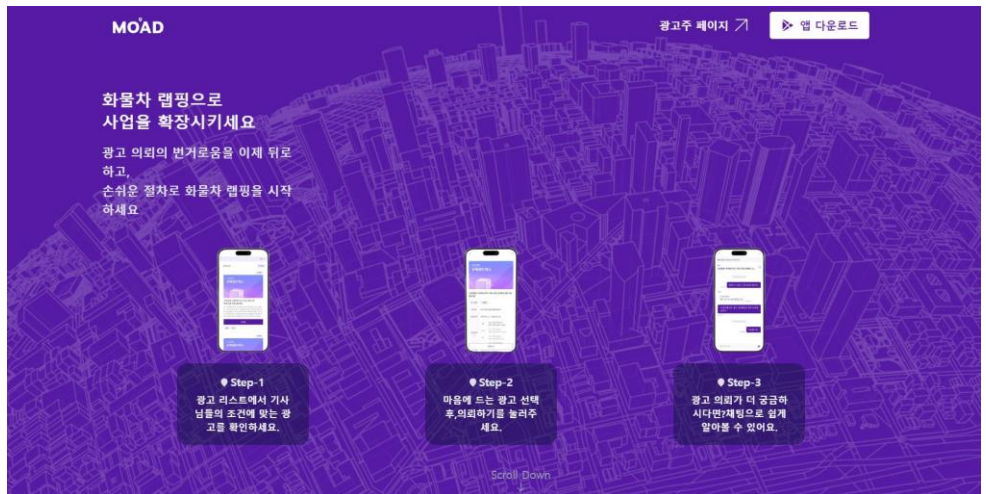 MOAD
광고주 페이지
앱 다운로드
화물차 랩핑으로
사업을 확장시키세요
광고 의뢰의 번거로움을 이제 뒤로
하고,
손쉬운 절차로 화물차 랩핑을 시작
하세요
Step-1
광고 리스트에서 기사
님들의 조건에 맞는 광
고를 확인하세요.
Step-2
마음에 드는 광고 선택
후,의뢰하기를 눌러주
세요.
Step-3
광고 의뢰가 더 궁금하
시다면?채팅으로 쉽게
알아볼 수 있어요.
Scroll Down